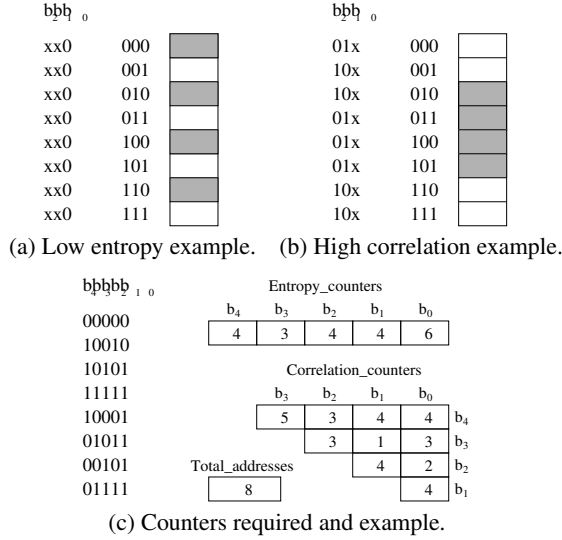 b₂b₁b₀ b₂b₁b₀
xx0 000 01x 000
xx0 001 10x 001
xx0 010 10x 010
xx0 011 10x 011
xx0 100 01x 100
xx0 101 01x 101
xx0 110 10x 110
xx0 111 10x 111
(a) Low entropy example. (b) High correlation example.
b₄b₃b₂b₁b₀ Entropy_counters
b₄ b₃ b₂ b₁ b₀
00000 4 3 4 4 6
10010
10101 Correlation_counters
11111 b₃ b₂ b₁ b₀
10001 5 3 4 4 b₄
01011 3 1 3 b₃
00101 Total_addresses 4 2 b₂
01111 8 4 b₁
(c) Counters required and example.